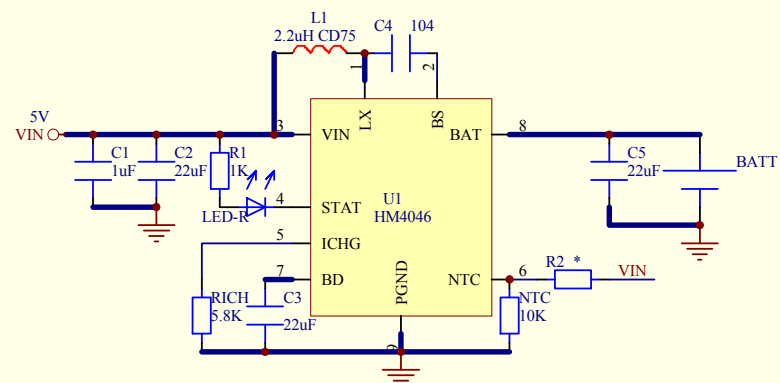 L1
2.2uH CD75
C4
104
1
2
5V
VIN
3
VIN
LX
BS
BAT
8
C1
1uF
C2
22uF
R1
1K
C5
22uF
BATT
LED-R
4
STAT
U1
HM4046
5
ICHG
7
BD
PGND
NTC
6
R2 *
VIN
RICH
5.8K
C3
22uF
9
NTC
10K